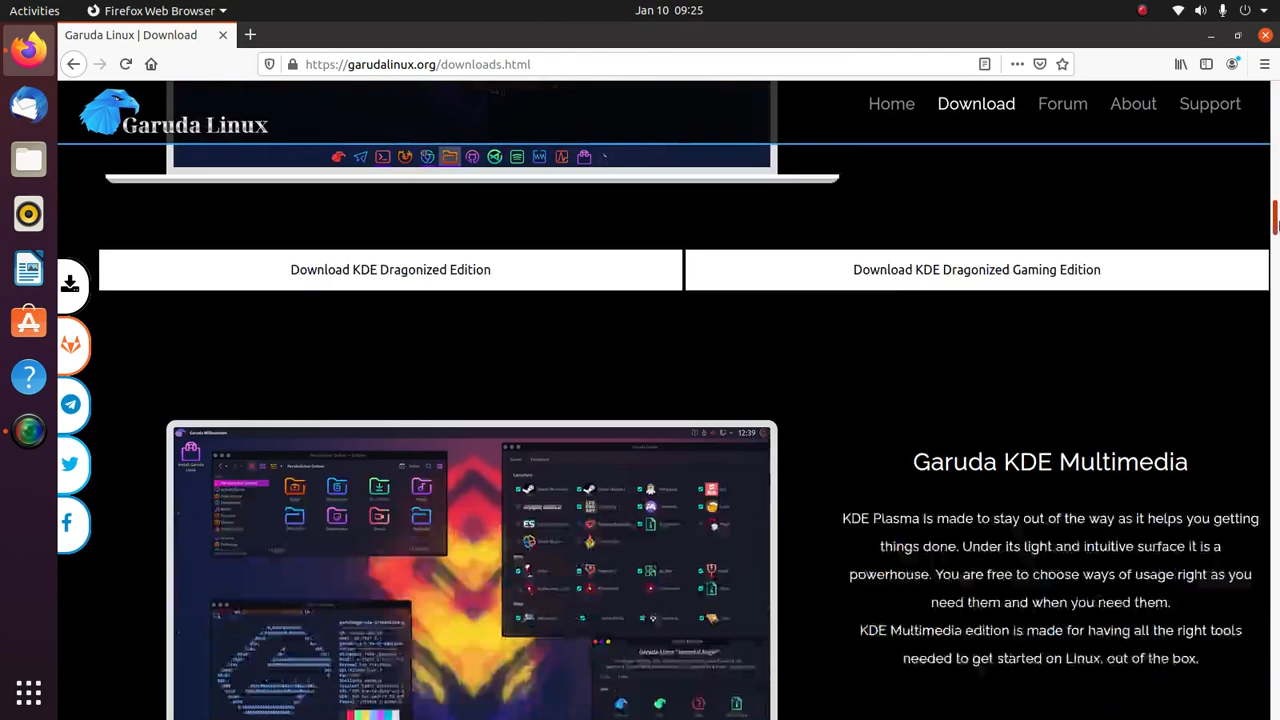 Activities
Firefox Web Browser
Jan 10 09:25
Garuda Linux | Download
https://garudalinux.org/downloads.html
Garuda Linux
Home
Download
Forum
About
Support
Download KDE Dragonized Edition
Download KDE Dragonized Gaming Edition
12:39
Garuda KDE Multimedia
KDE Plasma is made to stay out of the way as it helps you getting
things done. Under its light and intuitive surface it is a
powerhouse. You are free to choose ways of usage right as you
need them and when you need them.
KDE Multimedia edition is made for having all the right tools
needed to get started on Linux, out of the box.